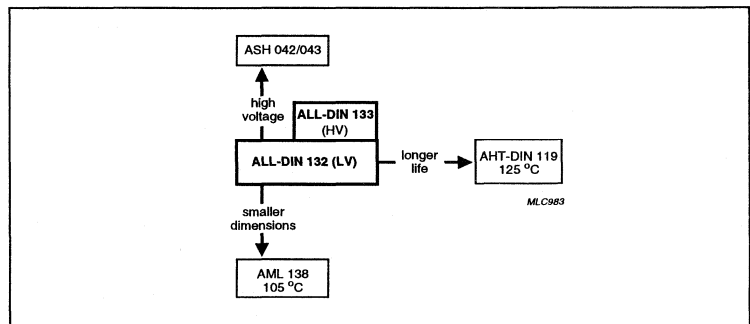 ASH 042/043
high
voltage
ALL-DIN 133
(HV)
ALL-DIN 132 (LV)
longer
life
AHT-DIN 119
125 °C
MLC983
smaller
dimensions
AML 138
105 °C